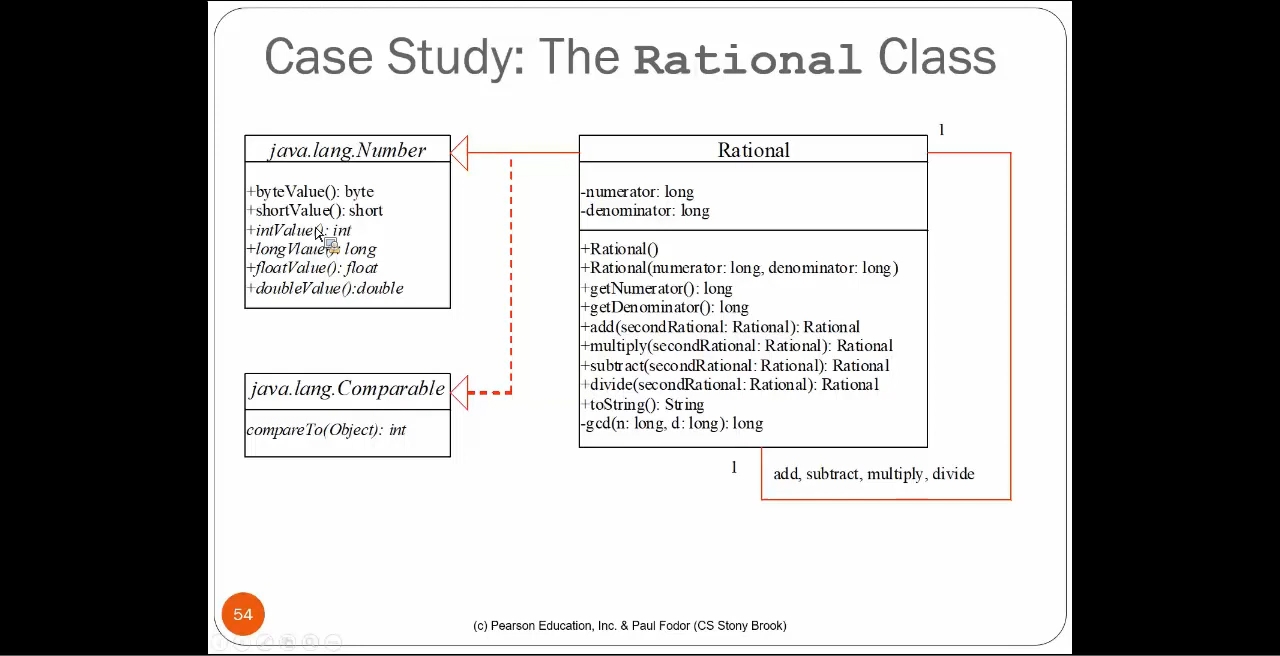 Case Study: The Rational Class
java.lang.Number
+byteValue(): byte
+shortValue(): short
+intValue(): int
+longVlaue(): long
+floatValue(): float
+doubleValue():double
java.lang.Comparable
compareTo(Object): int
1
Rational
-numerator: long
-denominator: long
+Rational()
+Rational(numerator: long, denominator: long)
+getNumerator(): long
+getDenominator(): long
+add(secondRational: Rational): Rational
+multiply(secondRational: Rational): Rational
+subtract(secondRational: Rational): Rational
+divide(secondRational: Rational): Rational
+toString(): String
-gcd(n: long, d: long): long
1
add, subtract, multiply, divide
54
(c) Pearson Education, Inc. & Paul Fodor (CS Stony Brook)